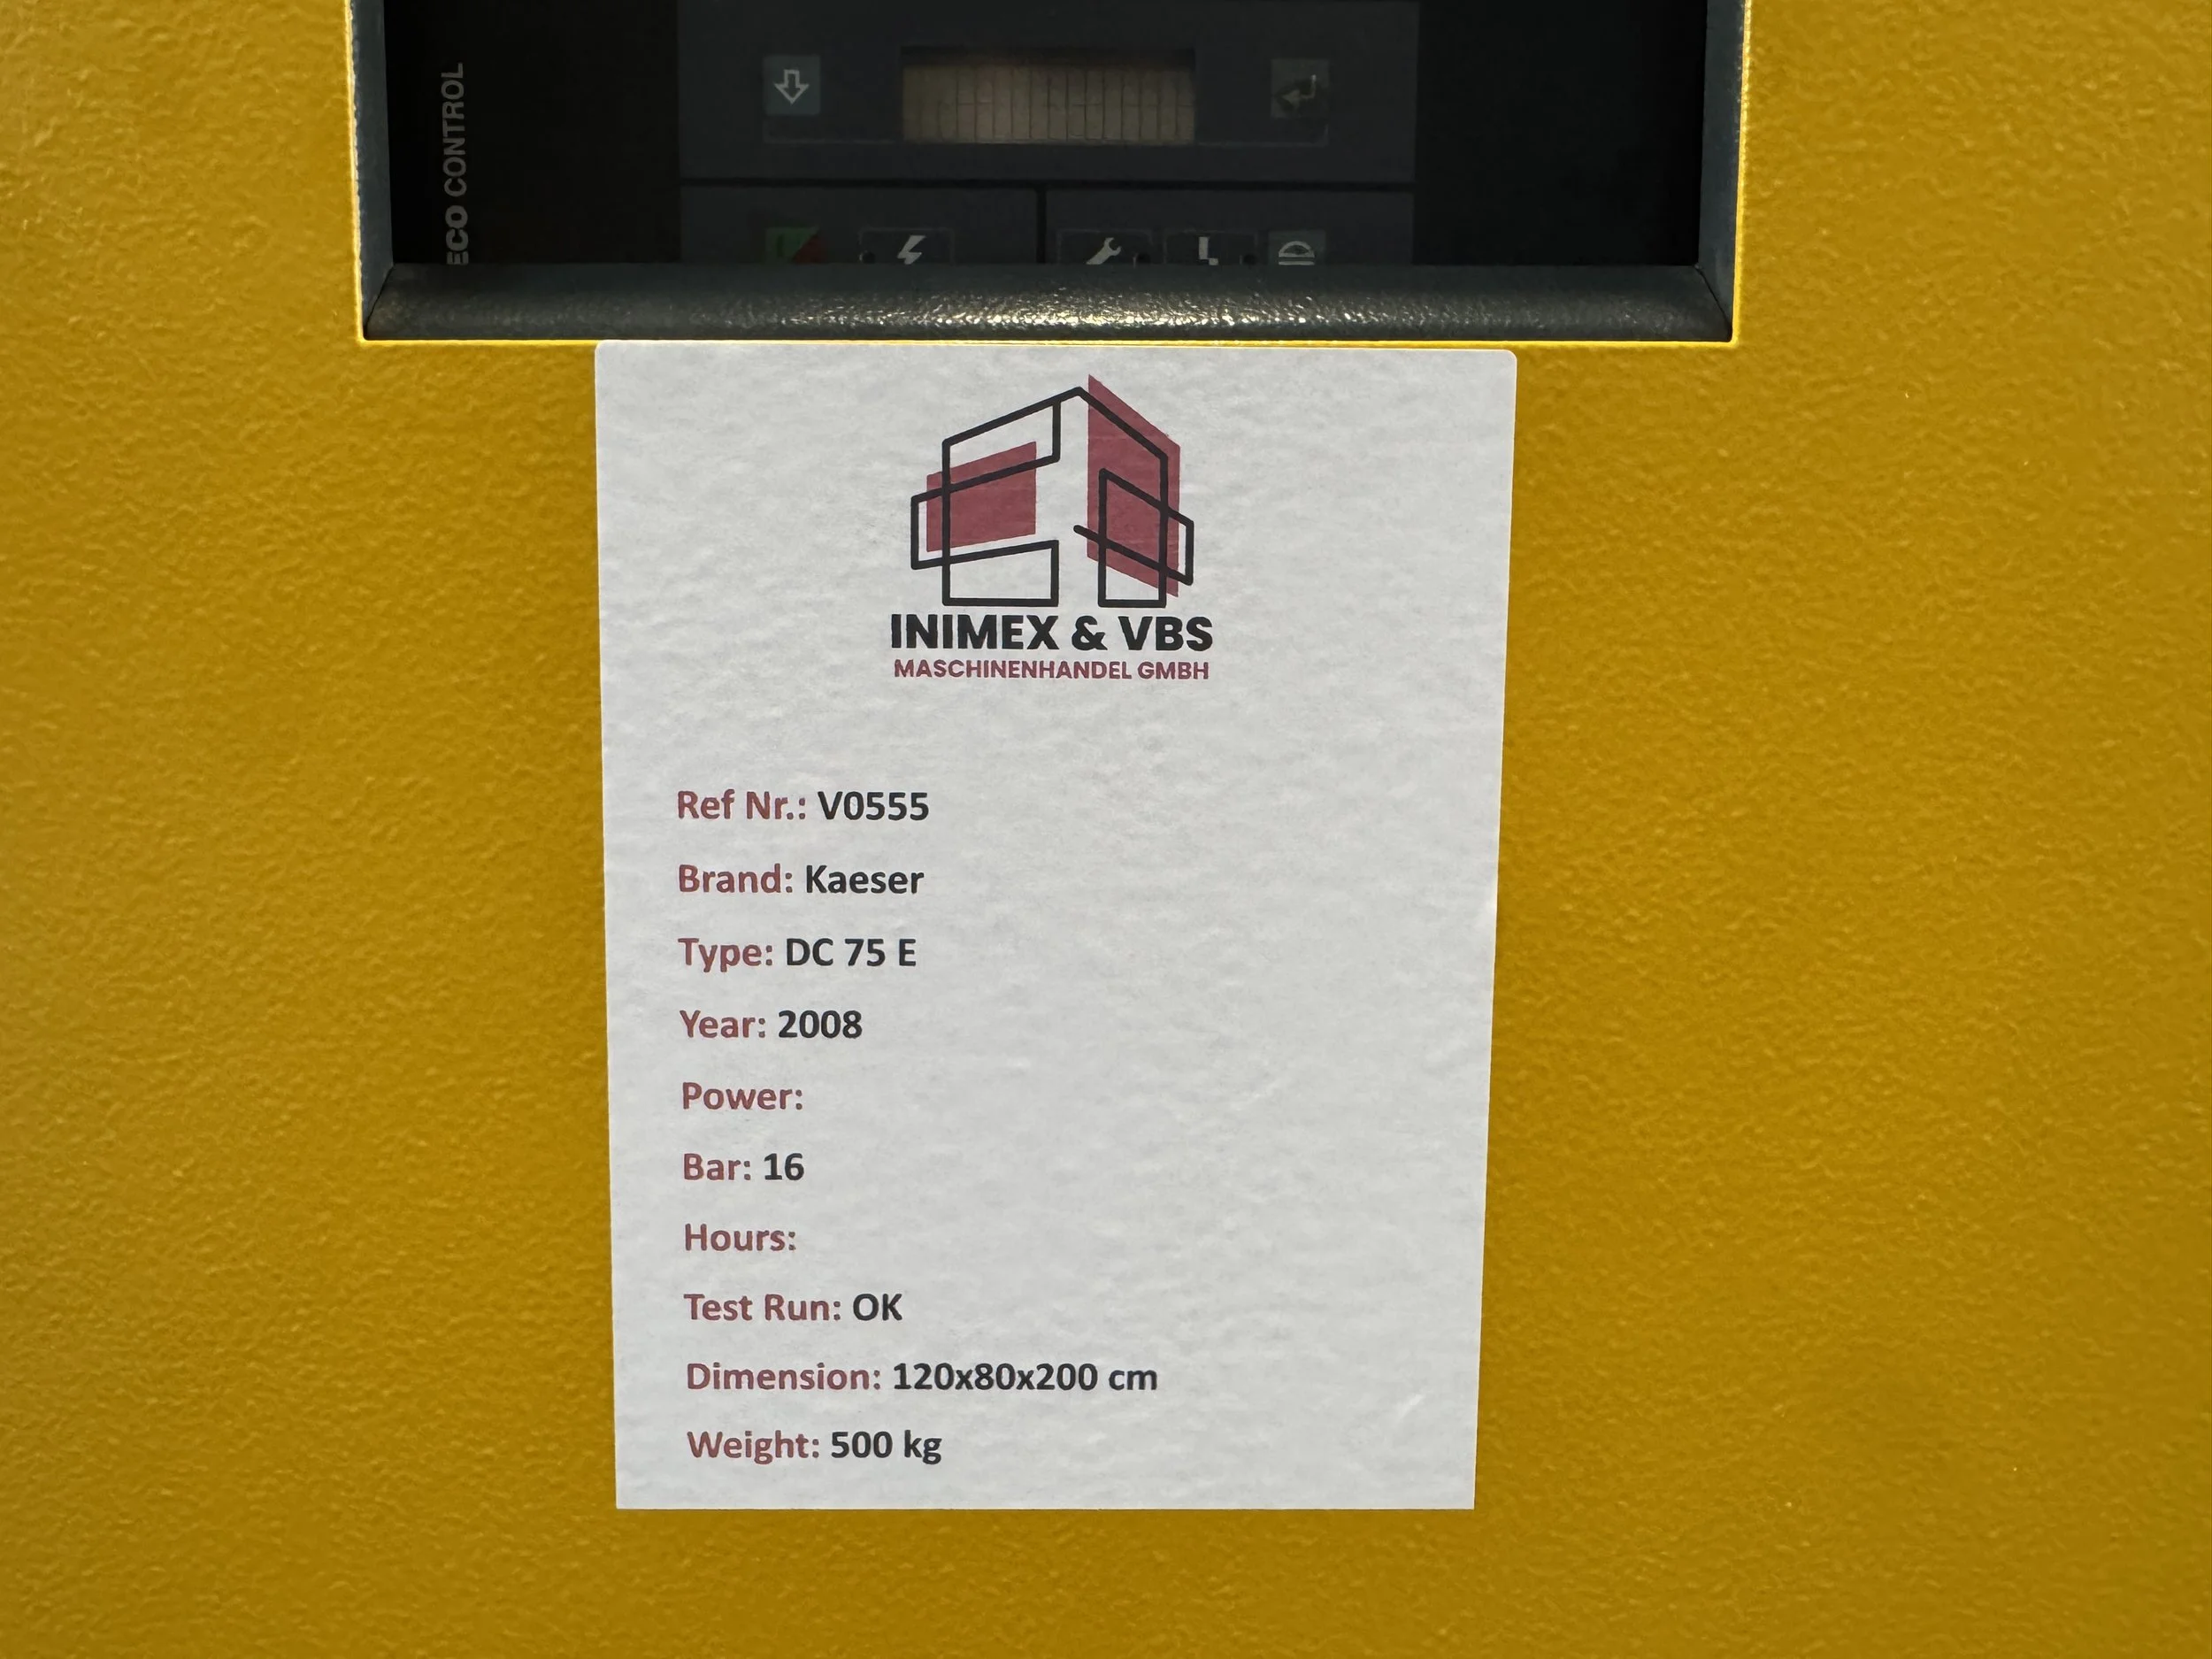 ECO CONTROL
INIMEX & VBS
MASCHINENHANDEL GMBH
Ref Nr.: V0555
Brand: Kaeser
Type: DC 75 E
Year: 2008
Power:
Bar: 16
Hours:
Test Run: OK
Dimension: 120x80x200 cm
Weight: 500 kg